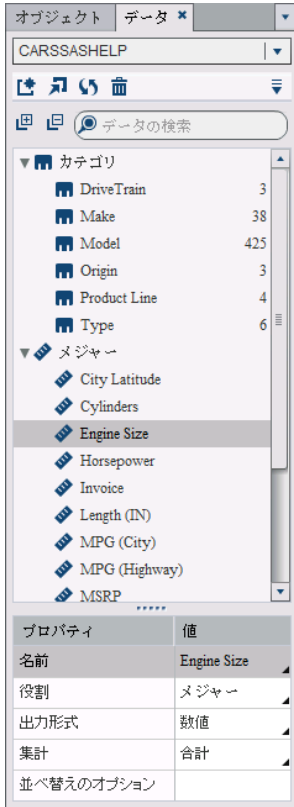 オブジェクト データ ×
CARSSASHELP
データの検索
カテゴリ
DriveTrain 3
Make 38
Model 425
Origin 3
Product Line 4
Type 6
メジャー
City Latitude
Cylinders
Engine Size
Horsepower
Invoice
Length (IN)
MPG (City)
MPG (Highway)
MSRP
プロパティ 値
名前 Engine Size
役割 メジャー
出力形式 数値
集計 合計
並べ替えのオプション